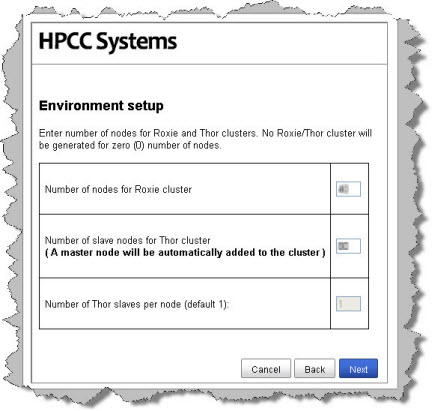 HPCC Systems
Environment setup
Enter number of nodes for Roxie and Thor clusters. No Roxie/Thor cluster will
be generated for zero (0) number of nodes.
Number of nodes for Roxie cluster
Number of slave nodes for Thor cluster
( A master node will be automatically added to the cluster )
Number of Thor slaves per node (default 1):
1
Cancel
Back
Next